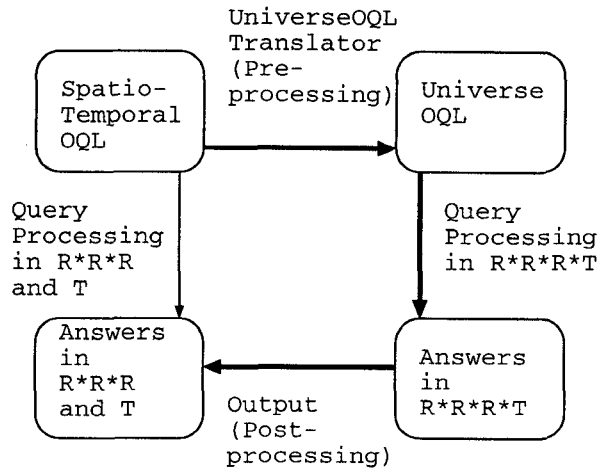 UniverseOQL
Translator
(Pre-
processing)
Spatio-
Temporal
OQL
Universe
OQL
Query
Processing
in R*R*R
and T
Query
Processing
in R*R*R*T
Answers
in
R*R*R
and T
Answers
in
R*R*R*T
Output
(Post-
processing)